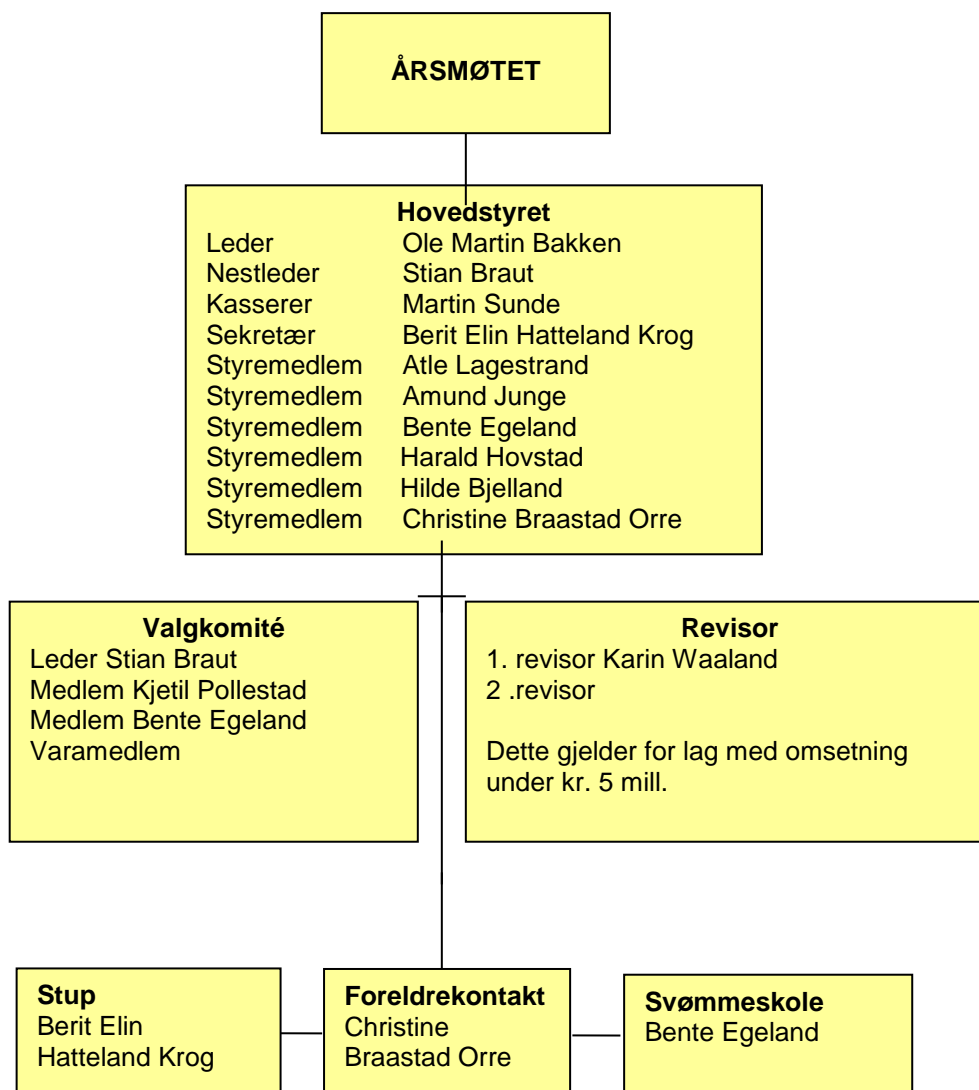 ÅRSMØTET
Hovedstyret
Leder Ole Martin Bakken
Nestleder Stian Braut
Kasserer Martin Sunde
Sekretær Berit Elin Hatteland Krog
Styremedlem Atle Lagestrand
Styremedlem Amund Junge
Styremedlem Bente Egeland
Styremedlem Harald Hovstad
Styremedlem Hilde Bjelland
Styremedlem Christine Braastad Orre
Valgkomité
Leder Stian Braut
Medlem Kjetil Pollestad
Medlem Bente Egeland
Varamedlem
Revisor
1. revisor Karin Waaland
2 .revisor
Dette gjelder for lag med omsetning
under kr. 5 mill.
Stup
Berit Elin
Hatteland Krog
Foreldrekontakt
Christine
Braastad Orre
Svømmeskole
Bente Egeland